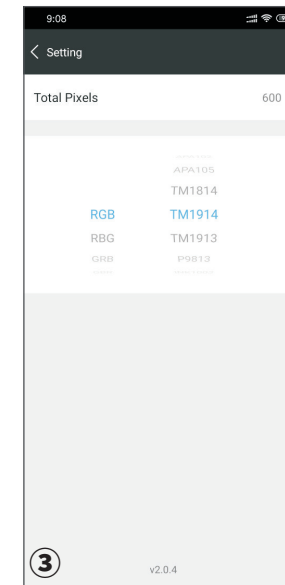 9:08
Setting
Total Pixels 600
APA105
TM1814
RGB TM1914
RBG TM1913
GRB P9813
3
v2.0.4